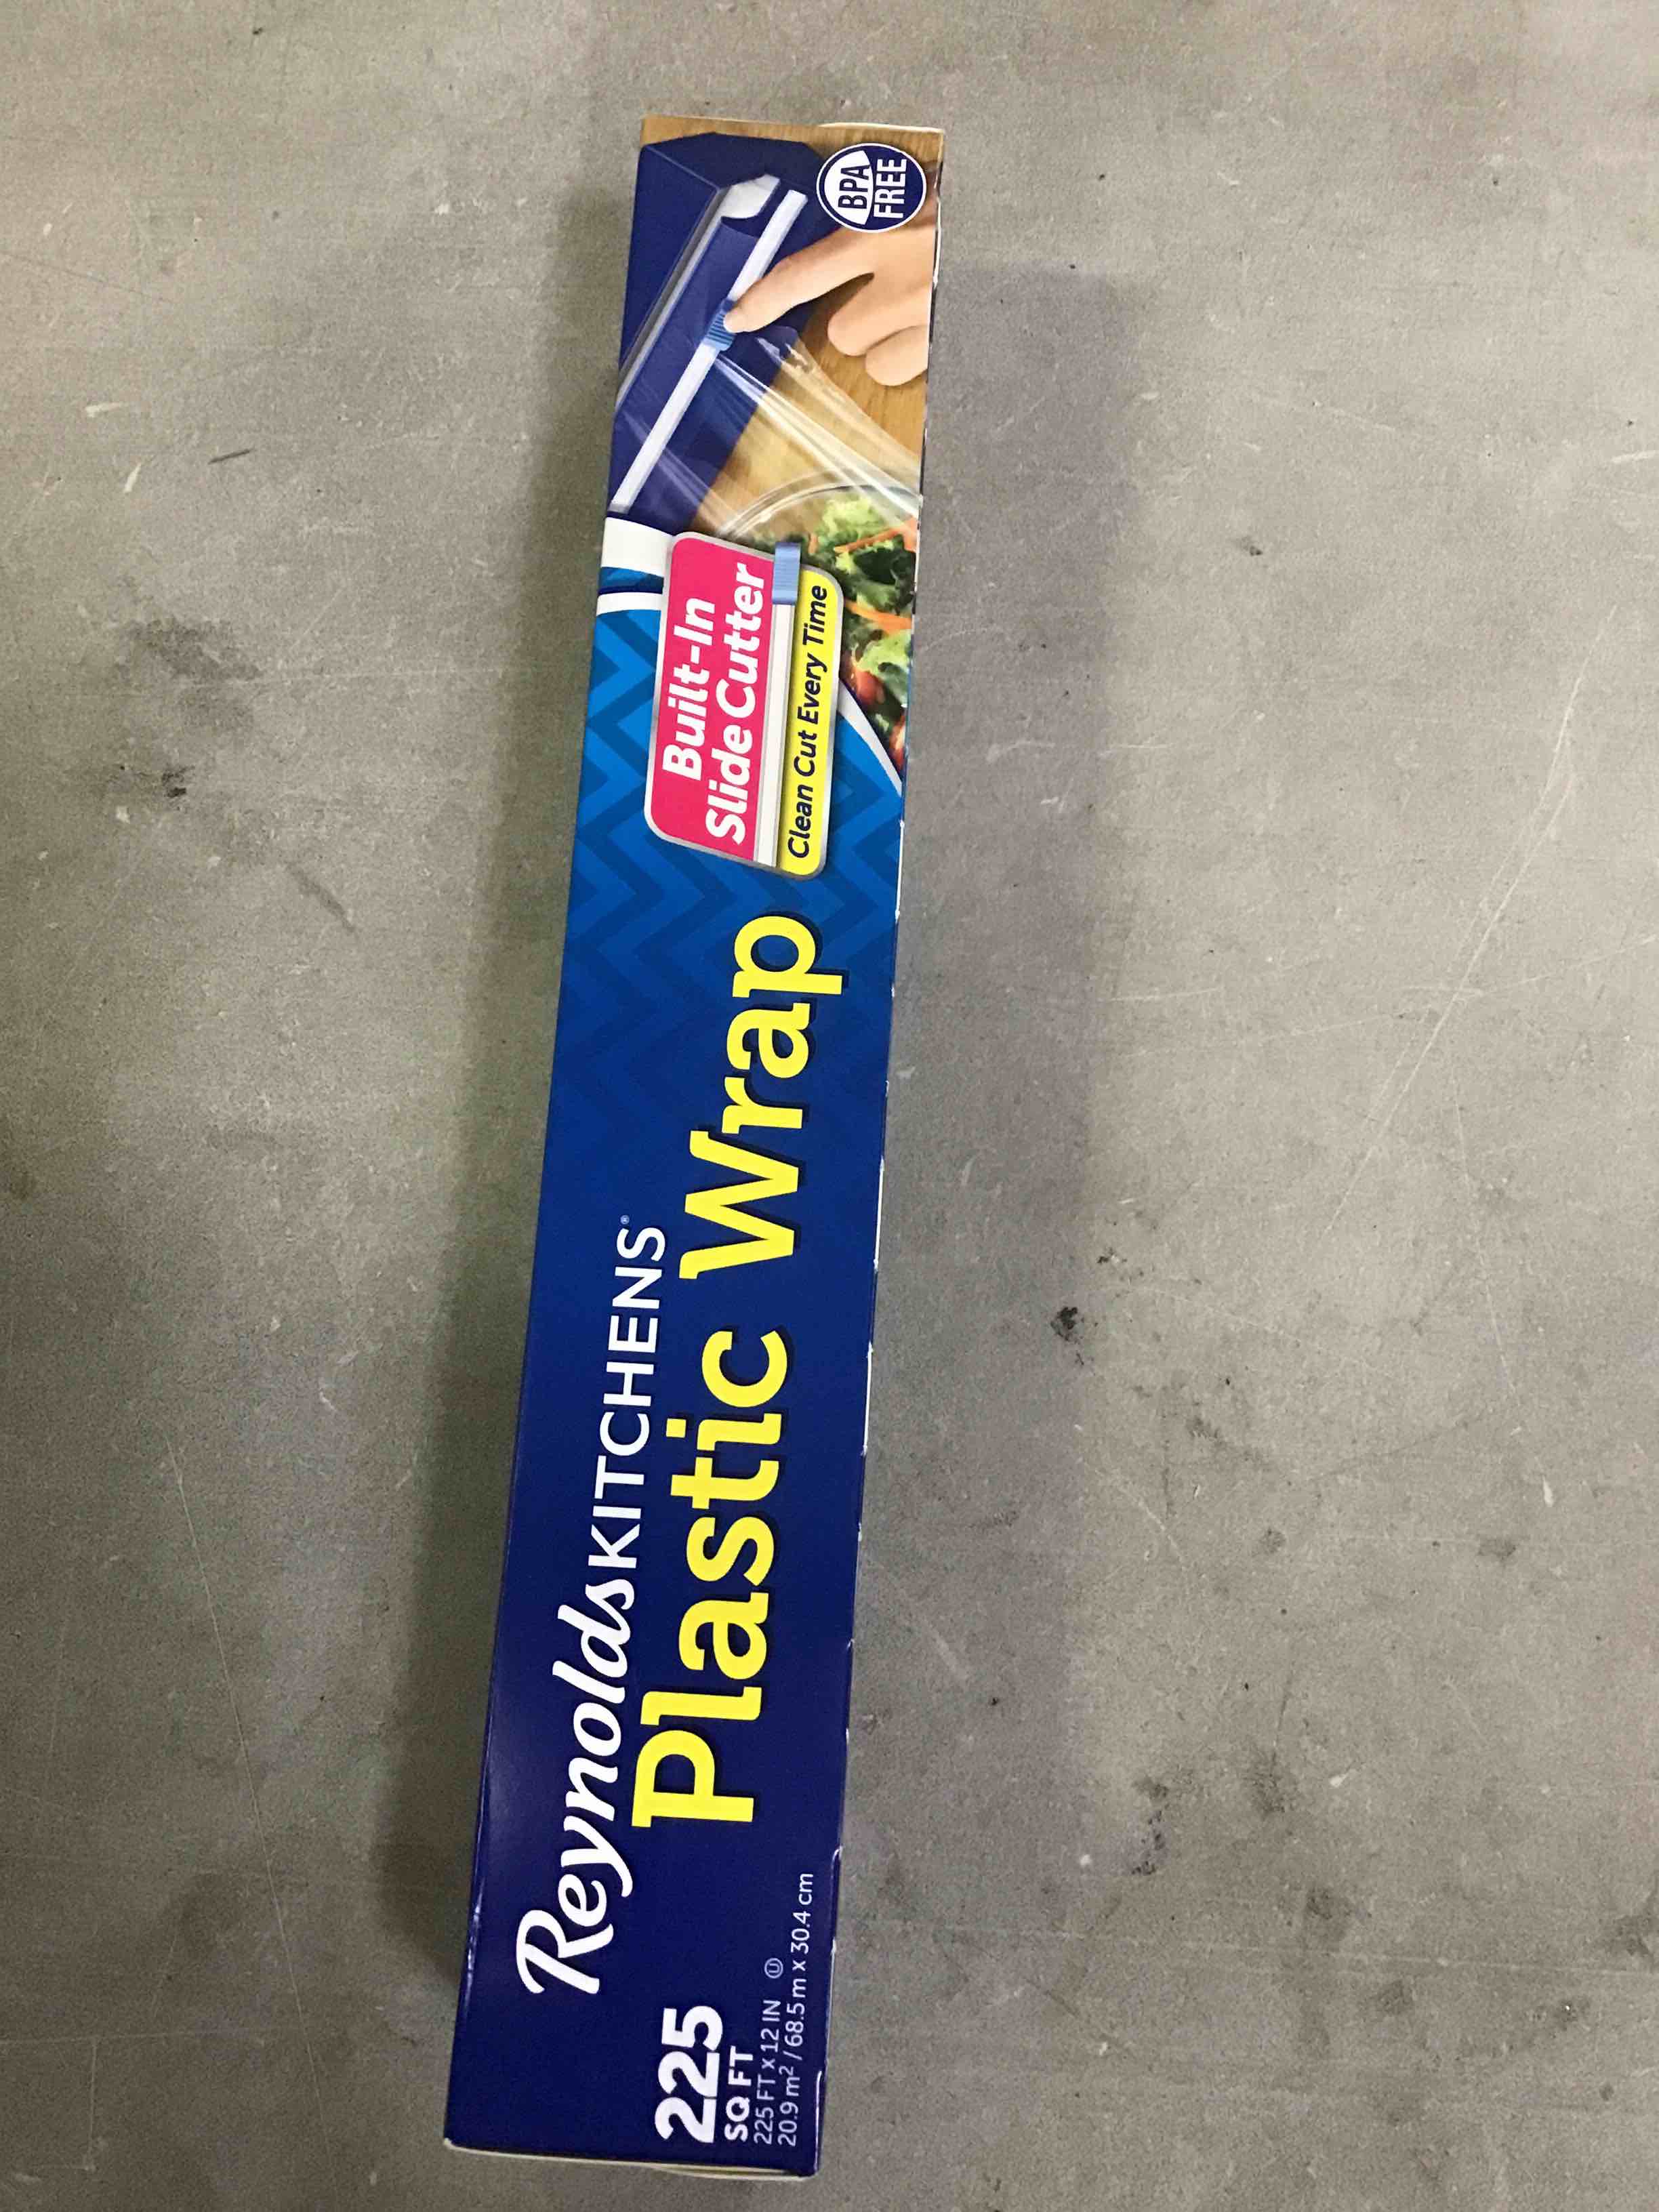 Reynolds KITCHENS®
Plastic Wrap
225
SQ FT
225 FT x 12 IN Ⓤ
20.9 m² / 68.5 m x 30.4 cm
Built-In
Slide Cutter
Clean Cut Every Time
BPA
FREE